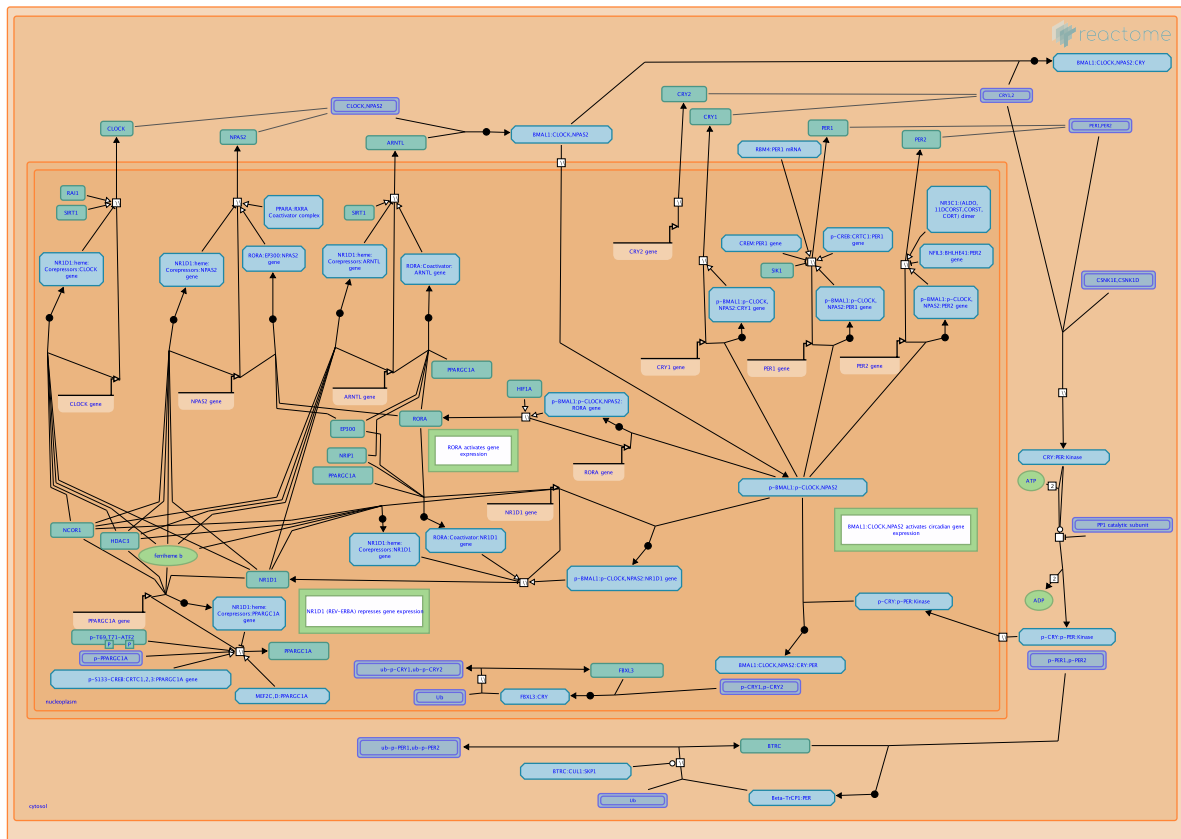 reactome
BMAL1:CLOCK,NPAS2:CRY
CLOCK,NPAS2
CRY2
CRY1,2
CRY1
CLOCK
NPAS2
ARNTL
BMAL1:CLOCK,NPAS2
PER1
PER1,PER2
PER2
RBM4:PER1 mRNA
RAI1
SIRT1
PPARA:RXRA
Coactivator complex
SIRT1
NR3C1:(ALDO,
11DCORST,CORST,
CORT) dimer
CRY2 gene
CREM:PER1 gene
p-CREB:CRTC1:PER1
gene
NFIL3:BHLHE41:PER2
gene
SIK1
NR1D1:heme:
Corepressors:CLOCK
gene
NR1D1:heme:
Corepressors:NPAS2
gene
RORA:EP300:NPAS2
gene
NR1D1:heme:
Corepressors:ARNTL
gene
RORA:Coactivator:
ARNTL gene
CSNK1E,CSNK1D
p-BMAL1:p-CLOCK,
NPAS2:CRY1 gene
p-BMAL1:p-CLOCK,
NPAS2:PER1 gene
p-BMAL1:p-CLOCK,
NPAS2:PER2 gene
CRY1 gene
PER1 gene
PER2 gene
PPARGC1A
CLOCK gene
NPAS2 gene
ARNTL gene
HIF1A
p-BMAL1:p-CLOCK,NPAS2:
RORA gene
RORA
EP300
RORA activates gene
expression
NRIP1
PPARGC1A
RORA gene
CRY:PER:Kinase
ATP
2
p-BMAL1:p-CLOCK,NPAS2
NR1D1 gene
NCOR1
HDAC3
ferriheme b
NR1D1:heme:
Corepressors:NR1D1
gene
RORA:Coactivator:NR1D1
gene
BMAL1:CLOCK,NPAS2 activates circadian gene
expression
PP1 catalytic subunit
NR1D1
p-BMAL1:p-CLOCK,NPAS2:NR1D1 gene
2
ADP
PPARGC1A gene
NR1D1:heme:
Corepressors:PPARGC1A
gene
NR1D1 (REV-ERBA) represses gene expression
p-CRY:p-PER:Kinase
p-CRY:p-PER:Kinase
p-T69,T71-ATF2
P
P
p-PPARGC1A
PPARGC1A
p-PER1,p-PER2
BMAL1:CLOCK,NPAS2:CRY:PER
p-S133-CREB:CRTC1,2,3:PPARGC1A gene
ub-p-CRY1,ub-p-CRY2
FBXL3
p-CRY1,p-CRY2
MEF2C,D:PPARGC1A
Ub
FBXL3:CRY
nucleoplasm
ub-p-PER1,ub-p-PER2
BTRC
BTRC:CUL1:SKP1
Ub
Beta-TrCP1:PER
cytosol